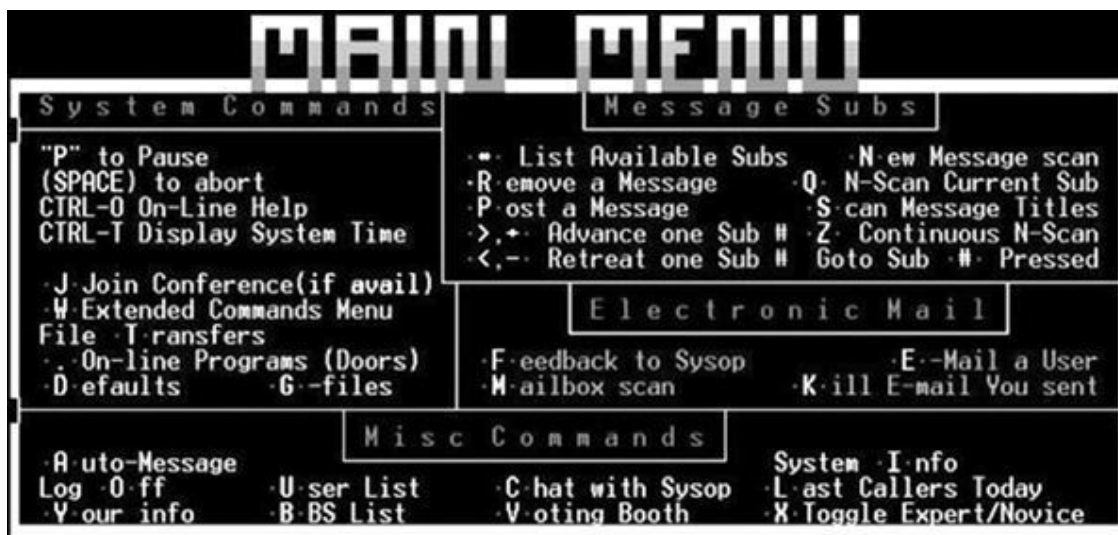 MAIN MENU
System Commands
"P" to Pause
(SPACE) to abort
CTRL-O On-Line Help
CTRL-T Display System Time
·J·Join Conference(if avail)
·W·Extended Commands Menu
File ·T·ransfers
·.·On-line Programs (Doors)
·D·efaults ·G·-files
Message Subs
·*· List Available Subs ·N·ew Message scan
·R·emove a Message ·Q· N-Scan Current Sub
·P·ost a Message ·S·can Message Titles
·>,+· Advance one Sub # ·Z· Continuous N-Scan
·<,-· Retreat one Sub # Goto Sub ·#· Pressed
Electronic Mail
·F·eedback to Sysop ·E·-Mail a User
·M·ailbox scan ·K·ill E-mail You sent
Misc Commands
·A·uto-Message System ·I·nfo
Log ·O·ff ·U·ser List ·C·hat with Sysop ·L·ast Callers Today
·Y·our info ·B·BS List ·V·oting Booth ·X·Toggle Expert/Novice